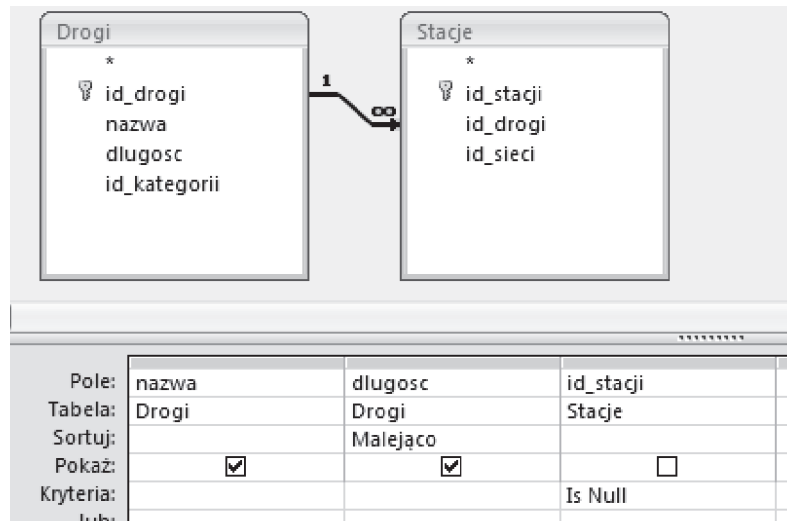 Drogi Stacje
* *
id_drogi 1 id_stacji
nazwa ∞ id_drogi
dlugosc id_sieci
id_kategorii
Pole: nazwa dlugosc id_stacji
Tabela: Drogi Drogi Stacje
Sortuj: Malejąco
Pokaż:
Kryteria: Is Null
lub: